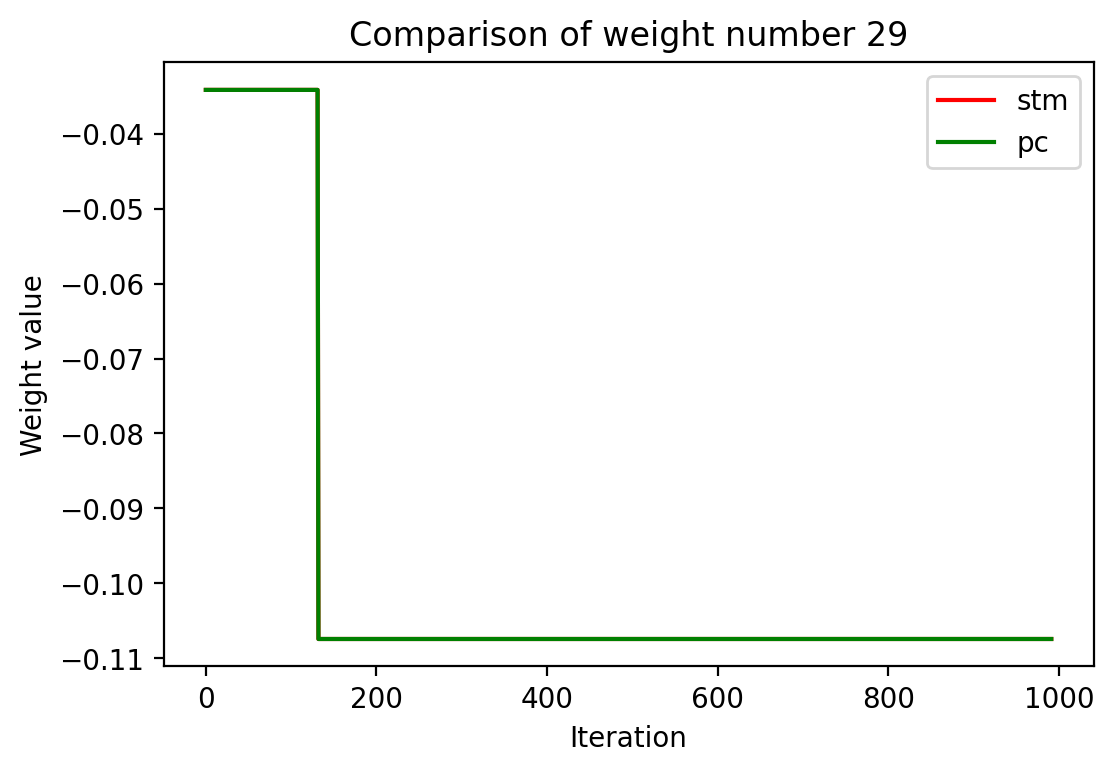 Comparison of weight number 29
stm
pc
Weight value
−0.04
−0.05
−0.06
−0.07
−0.08
−0.09
−0.10
−0.11
0 200 400 600 800 1000
Iteration